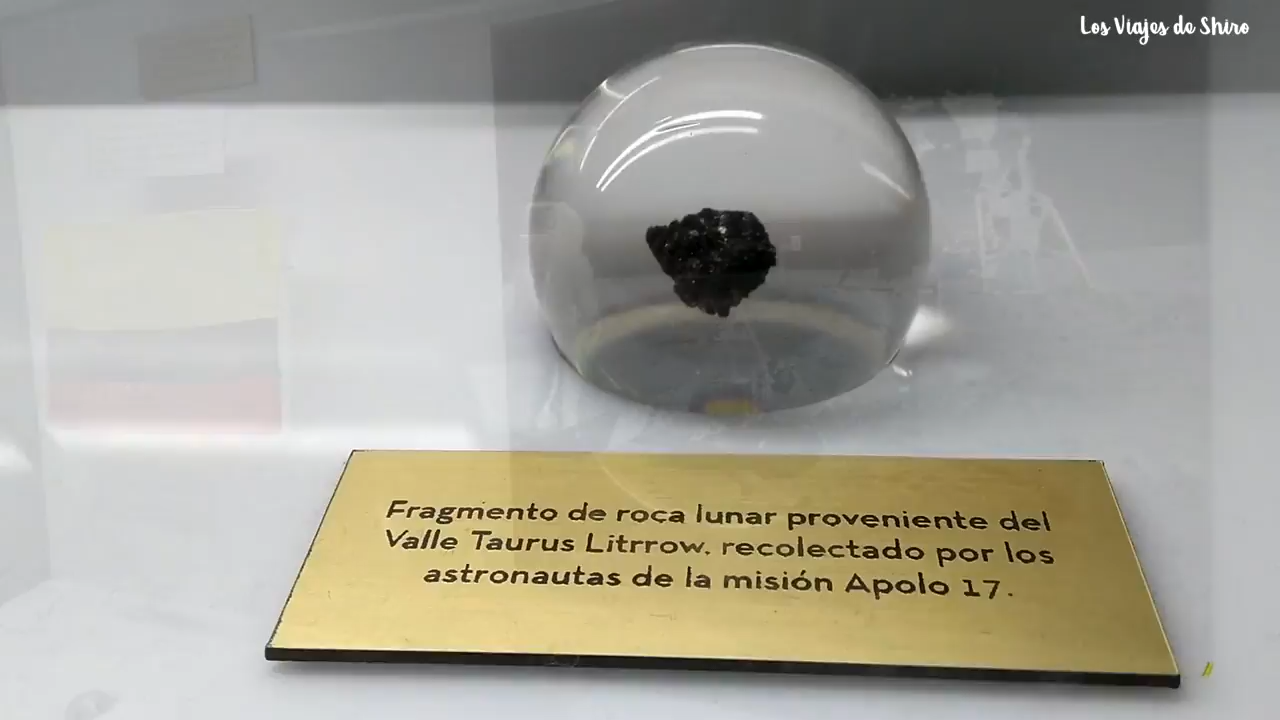 Los Viajes de Shiro
Fragmento de roca lunar proveniente del
Valle Taurus Litrrow. recolectado por los
astronautas de la misión Apolo 17.